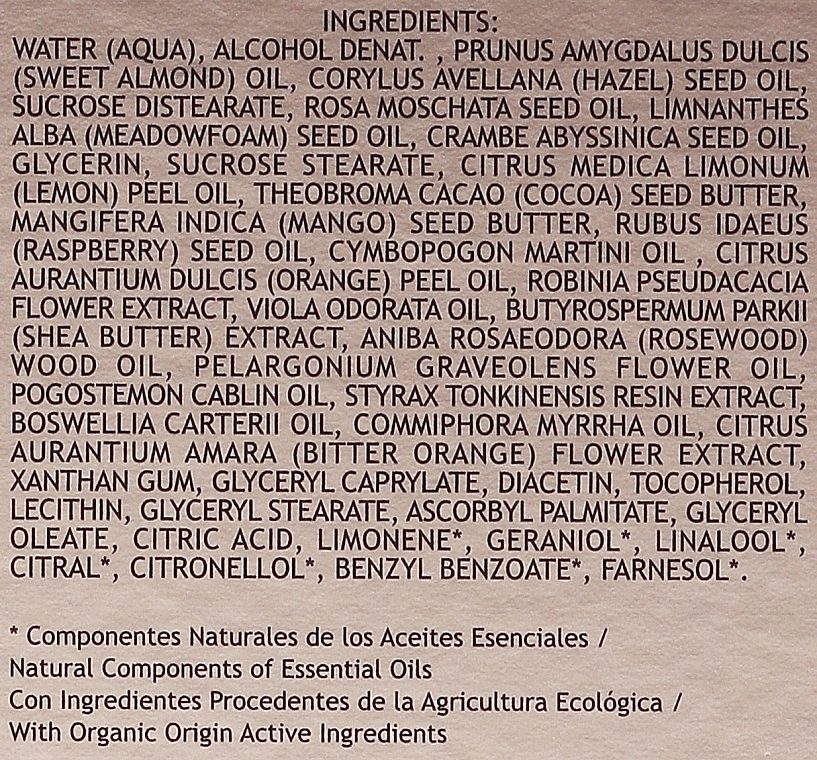 INGREDIENTS:
WATER (AQUA), ALCOHOL DENAT. , PRUNUS AMYGDALUS DULCIS
(SWEET ALMOND) OIL, CORYLUS AVELLANA (HAZEL) SEED OIL,
SUCROSE DISTEARATE, ROSA MOSCHATA SEED OIL, LIMNANTHES
ALBA (MEADOWFOAM) SEED OIL, CRAMBE ABYSSINICA SEED OIL,
GLYCERIN, SUCROSE STEARATE, CITRUS MEDICA LIMONUM
(LEMON) PEEL OIL, THEOBROMA CACAO (COCOA) SEED BUTTER,
MANGIFERA INDICA (MANGO) SEED BUTTER, RUBUS IDAEUS
(RASPBERRY) SEED OIL, CYMBOPOGON MARTINI OIL , CITRUS
AURANTIUM DULCIS (ORANGE) PEEL OIL, ROBINIA PSEUDACACIA
FLOWER EXTRACT, VIOLA ODORATA OIL, BUTYROSPERMUM PARKII
(SHEA BUTTER) EXTRACT, ANIBA ROSAEODORA (ROSEWOOD)
WOOD OIL, PELARGONIUM GRAVEOLENS FLOWER OIL,
POGOSTEMON CABLIN OIL, STYRAX TONKINENSIS RESIN EXTRACT,
BOSWELLIA CARTERII OIL, COMMIPHORA MYRRHA OIL, CITRUS
AURANTIUM AMARA (BITTER ORANGE) FLOWER EXTRACT,
XANTHAN GUM, GLYCERYL CAPRYLATE, DIACETIN, TOCOPHEROL,
LECITHIN, GLYCERYL STEARATE, ASCORBYL PALMITATE, GLYCERYL
OLEATE, CITRIC ACID, LIMONENE*, GERANIOL*, LINALOOL*,
CITRAL*, CITRONELLOL*, BENZYL BENZOATE*, FARNESOL*.
* Componentes Naturales de los Aceites Esenciales /
Natural Components of Essential Oils
Con Ingredientes Procedentes de la Agricultura Ecológica /
With Organic Origin Active Ingredients